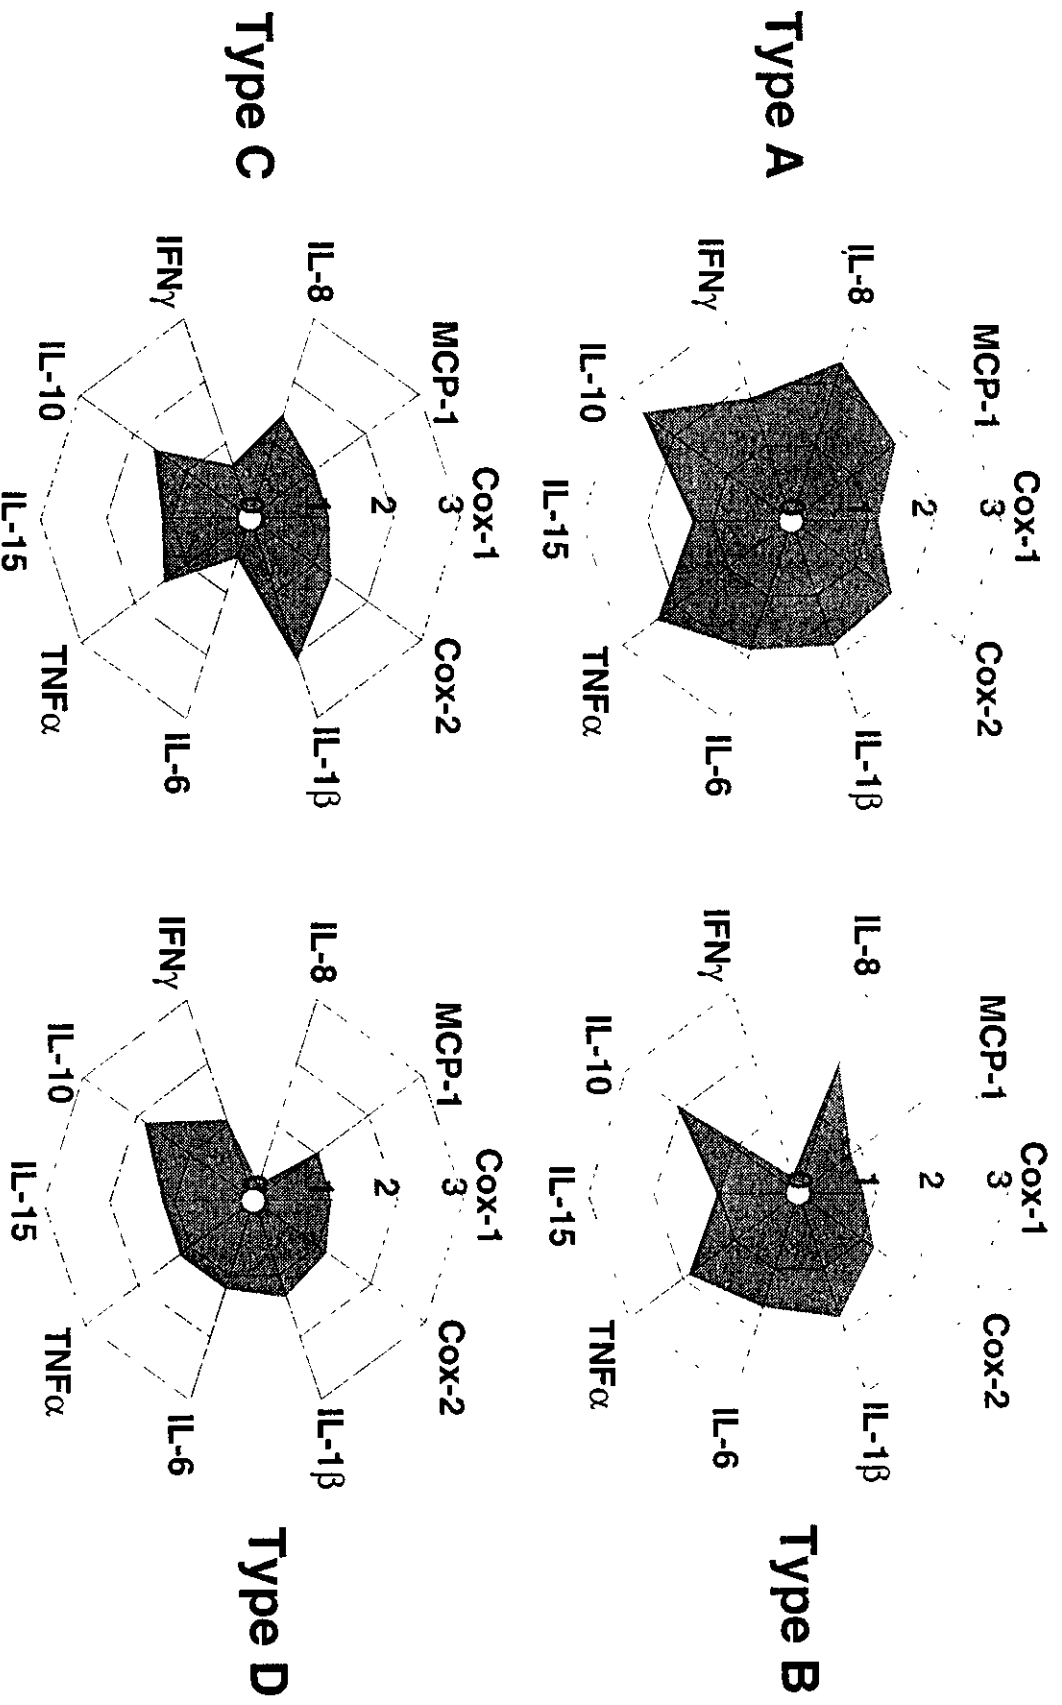 Type A
Cox-1
MCP-1
Cox-2
3
2
1
0
IL-8
IL-1β
IFNγ
IL-6
IL-10
TNFα
IL-15
Type B
Cox-1
MCP-1
Cox-2
3
2
1
0
IL-8
IL-1β
IFNγ
IL-6
IL-10
TNFα
IL-15
Type C
Cox-1
MCP-1
Cox-2
3
2
1
0
IL-8
IL-1β
IFNγ
IL-6
IL-10
TNFα
IL-15
Type D
Cox-1
MCP-1
Cox-2
3
2
1
0
IL-8
IL-1β
IFNγ
IL-6
IL-10
TNFα
IL-15